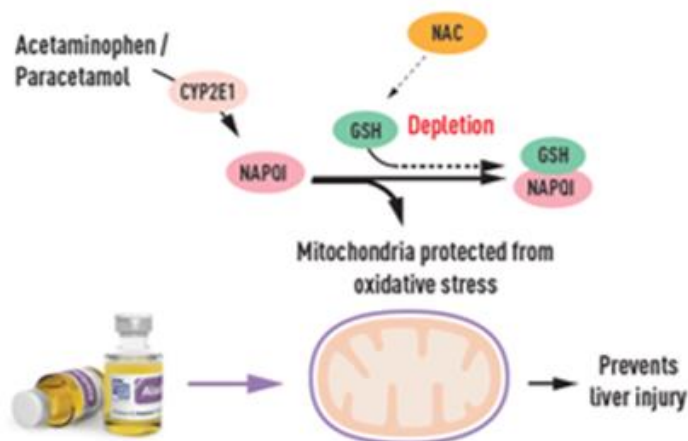 Acetaminophen /
Paracetamol
CYP2E1
NAC
GSH
Depletion
NAPQI
GSH
NAPQI
Mitochondria protected from
oxidative stress
Prevents
liver injury